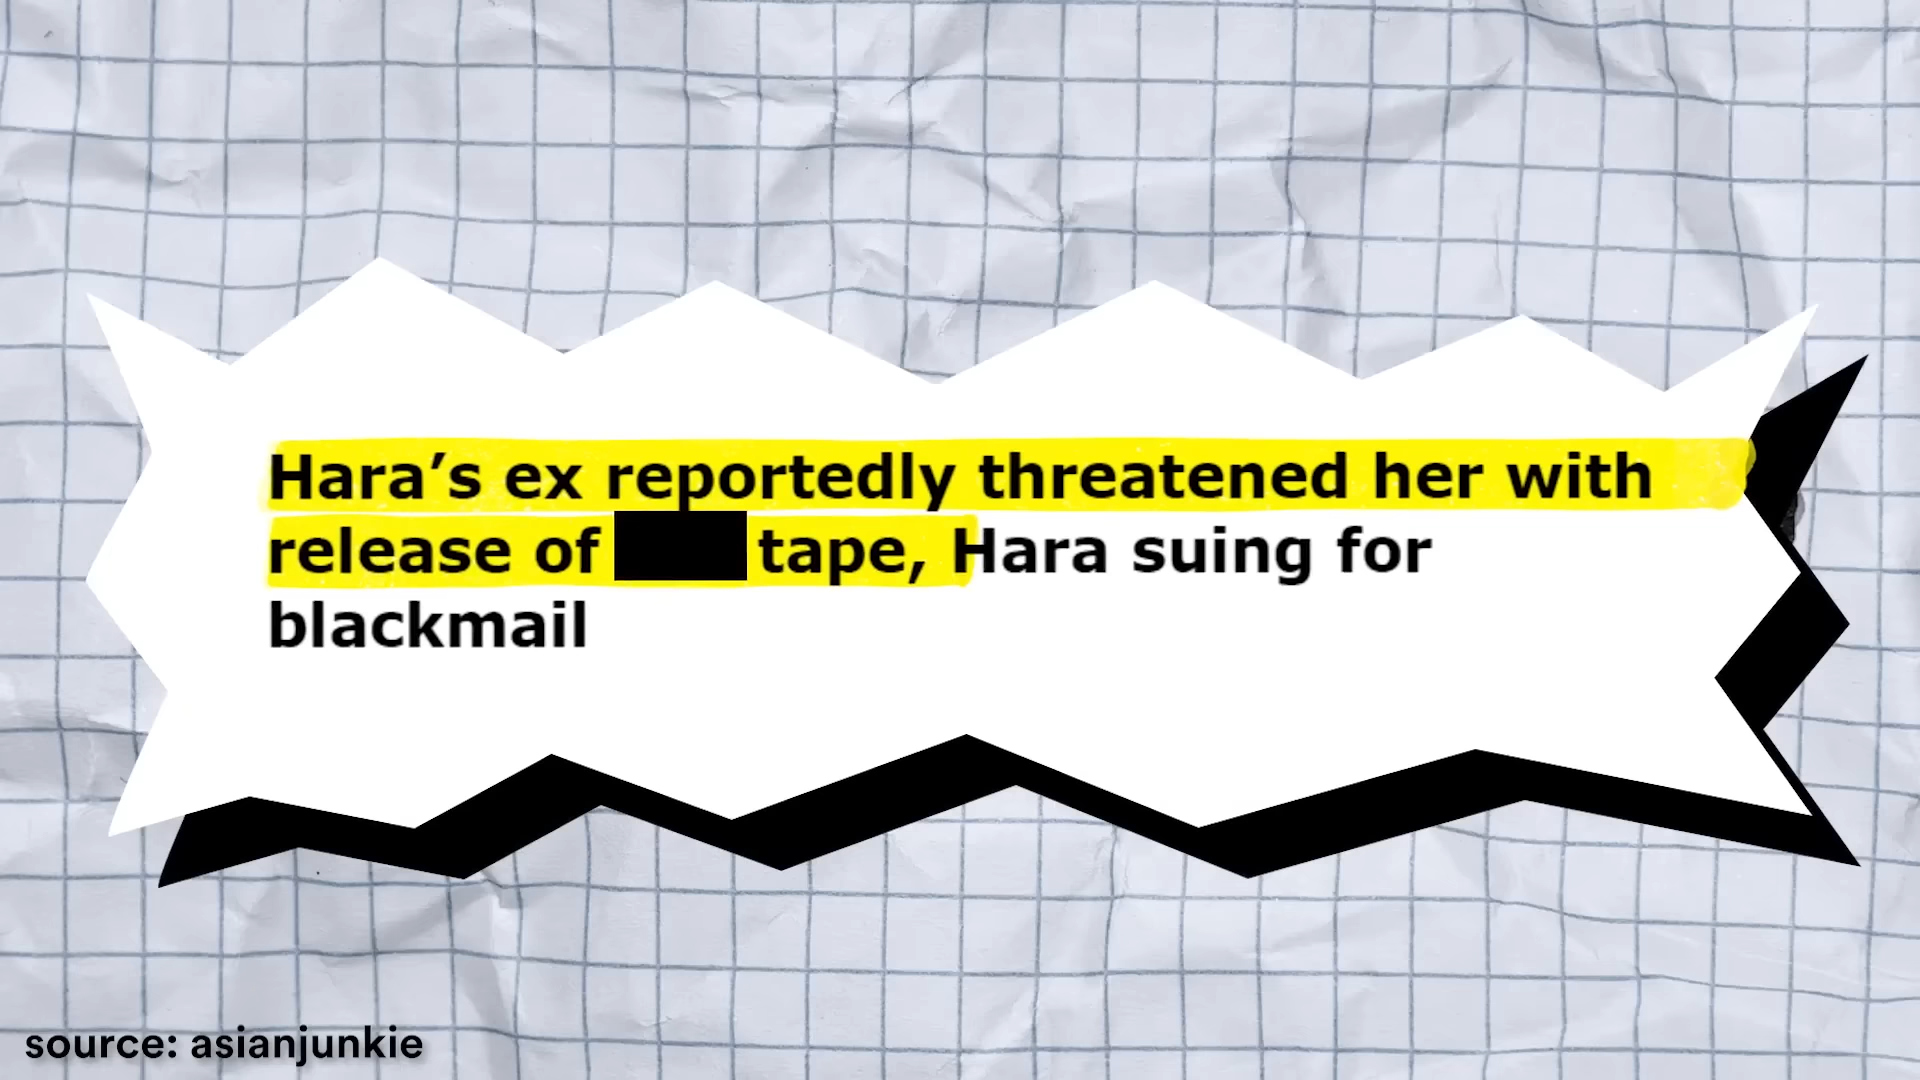 Hara’s ex reportedly threatened her with
release of tape, Hara suing for
blackmail
source: asianjunkie